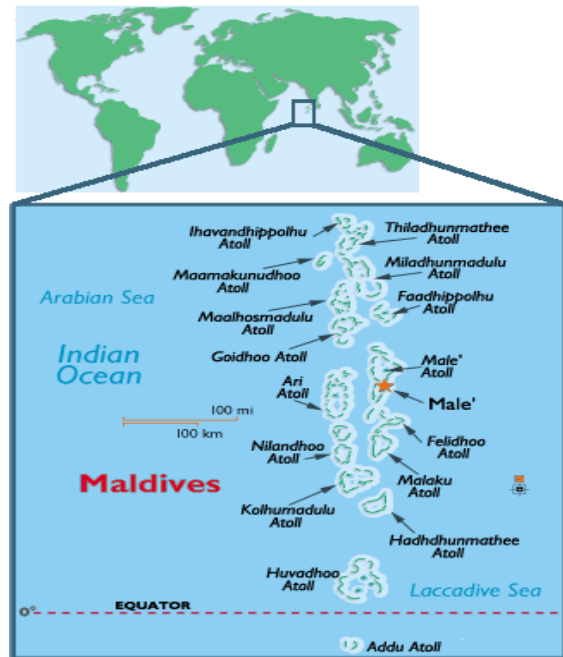 Ihavandhippolhu
Atoll
Thiladhunmathee
Atoll
Maamakunudhoo
Atoll
Miladhunmadulu
Atoll
Arabian Sea
Faadhippolhu
Atoll
Maalhosmadulu
Atoll
Goidhoo Atoll
Indian
Ocean
Male'
Atoll
Ari
Atoll
Male'
100 mi
100 km
Felidhoo
Atoll
Nilandhoo
Atoll
Maldives
Malaku
Atoll
Kolhumadulu
Atoll
Hadhdhunmathee
Atoll
Huvadhoo
Atoll
Laccadive Sea
0°
EQUATOR
Addu Atoll